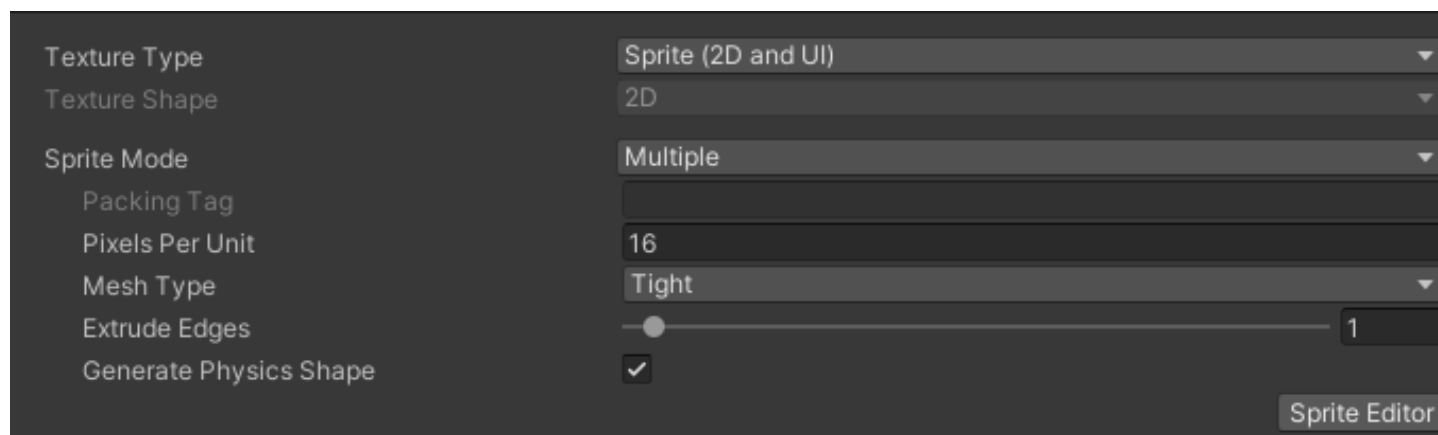 Texture Type Sprite (2D and UI)
Texture Shape 2D
Sprite Mode Multiple
Packing Tag
Pixels Per Unit 16
Mesh Type Tight
Extrude Edges 1
Generate Physics Shape
Sprite Editor